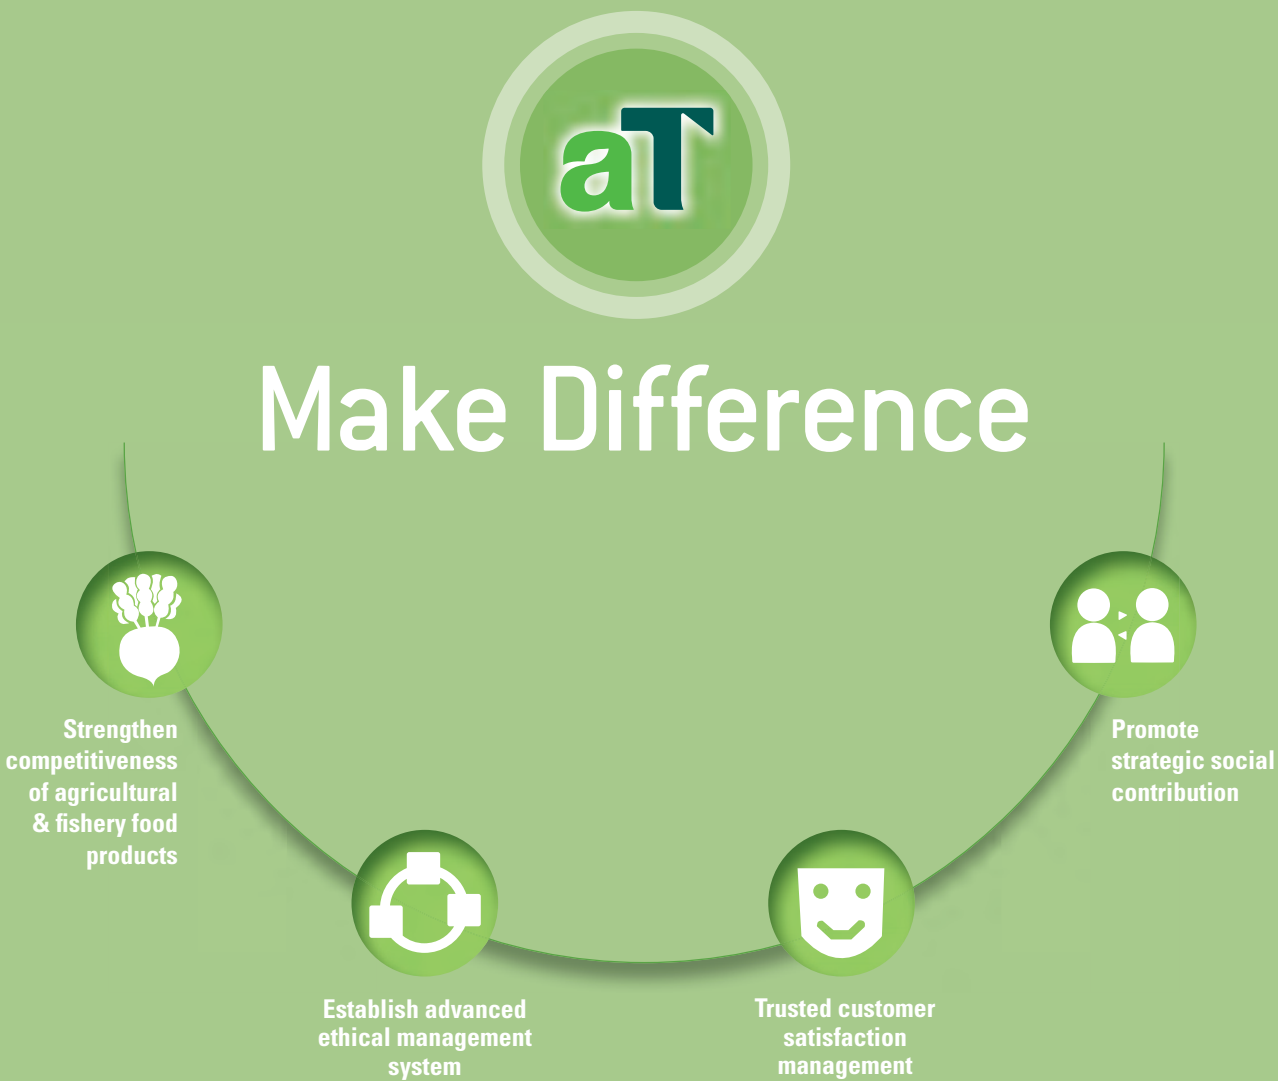 aT
Make Difference
Strengthen
competitiveness
of agricultural
& fishery food
products
Establish advanced
ethical management
system
Trusted customer
satisfaction
management
Promote
strategic social
contribution